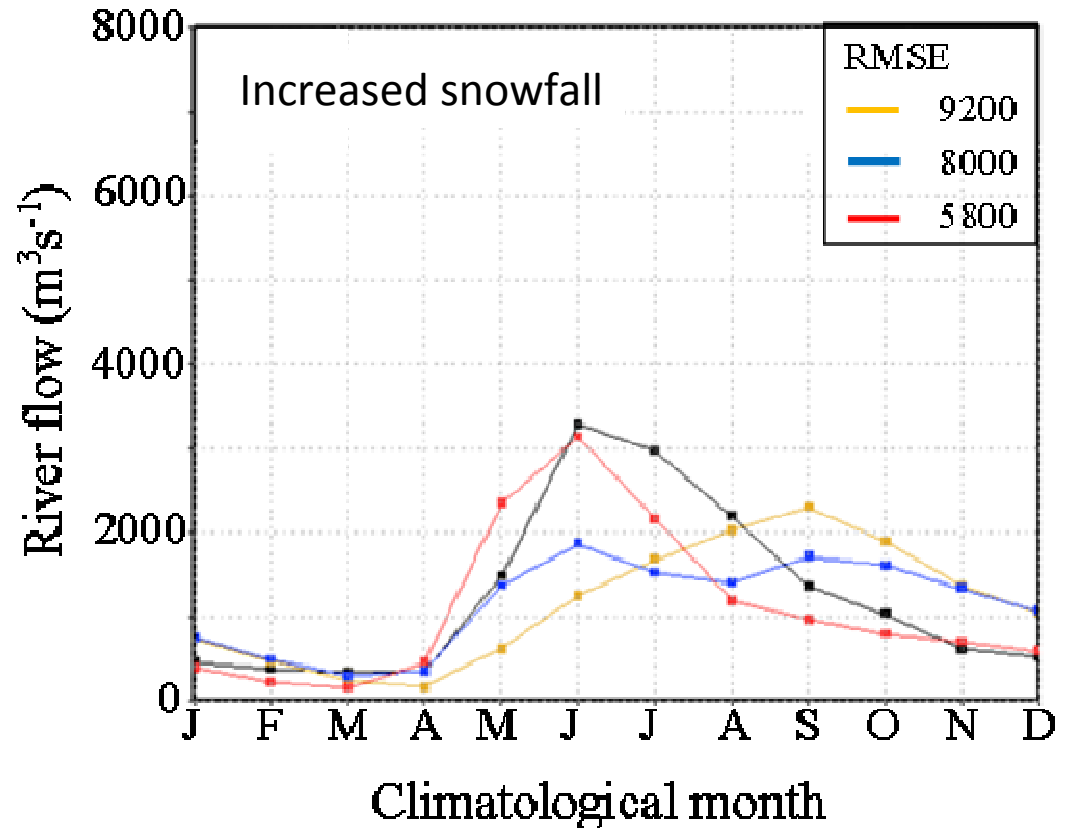 8000
6000
4000
2000
0
River flow (m³s⁻¹)
Increased snowfall
RMSE
9200
8000
5800
J F M A M J J A S O N D
Climatological month